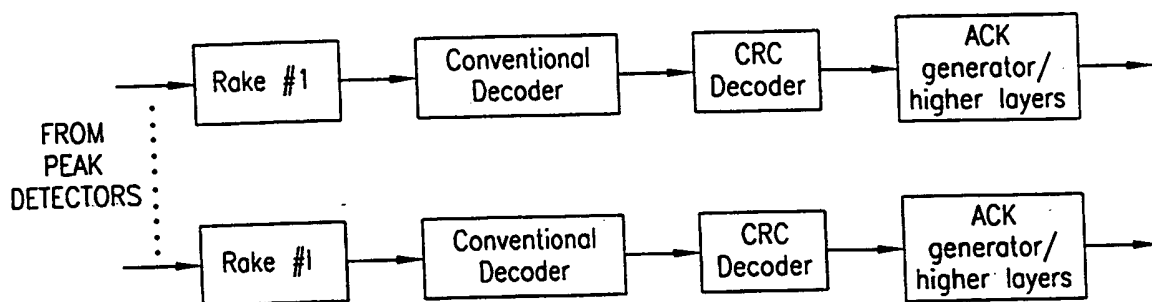 Rake #1
Conventional
Decoder
CRC
Decoder
ACK
generator/
higher layers
FROM
PEAK
DETECTORS
Rake #1
Conventional
Decoder
CRC
Decoder
ACK
generator/
higher layers